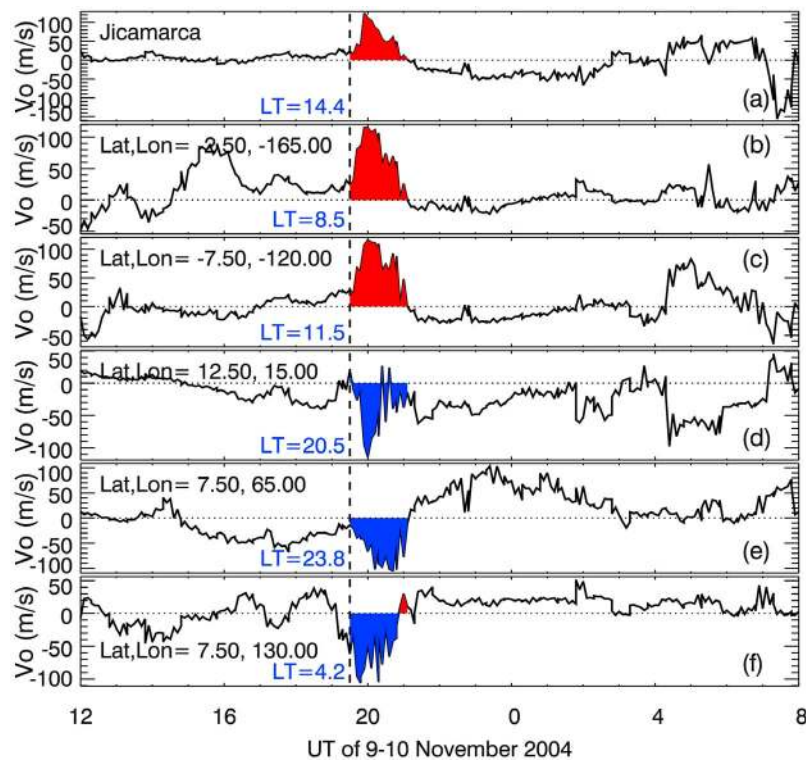 100
50
0
-50
-100
-150
Vo (m/s)
Jicamarca
LT=14.4
(a)
100
50
0
-50
Vo (m/s)
Lat,Lon= -2.50, -165.00
LT=8.5
(b)
100
50
0
-50
Vo (m/s)
Lat,Lon= -7.50, -120.00
LT=11.5
(c)
50
0
-50
-100
Vo (m/s)
Lat,Lon= 12.50, 15.00
LT=20.5
(d)
100
50
0
-50
-100
Vo (m/s)
Lat,Lon= 7.50, 65.00
LT=23.8
(e)
50
0
-50
-100
Vo (m/s)
Lat,Lon= 7.50, 130.00
LT=4.2
(f)
12 16 20 0 4 8
UT of 9-10 November 2004